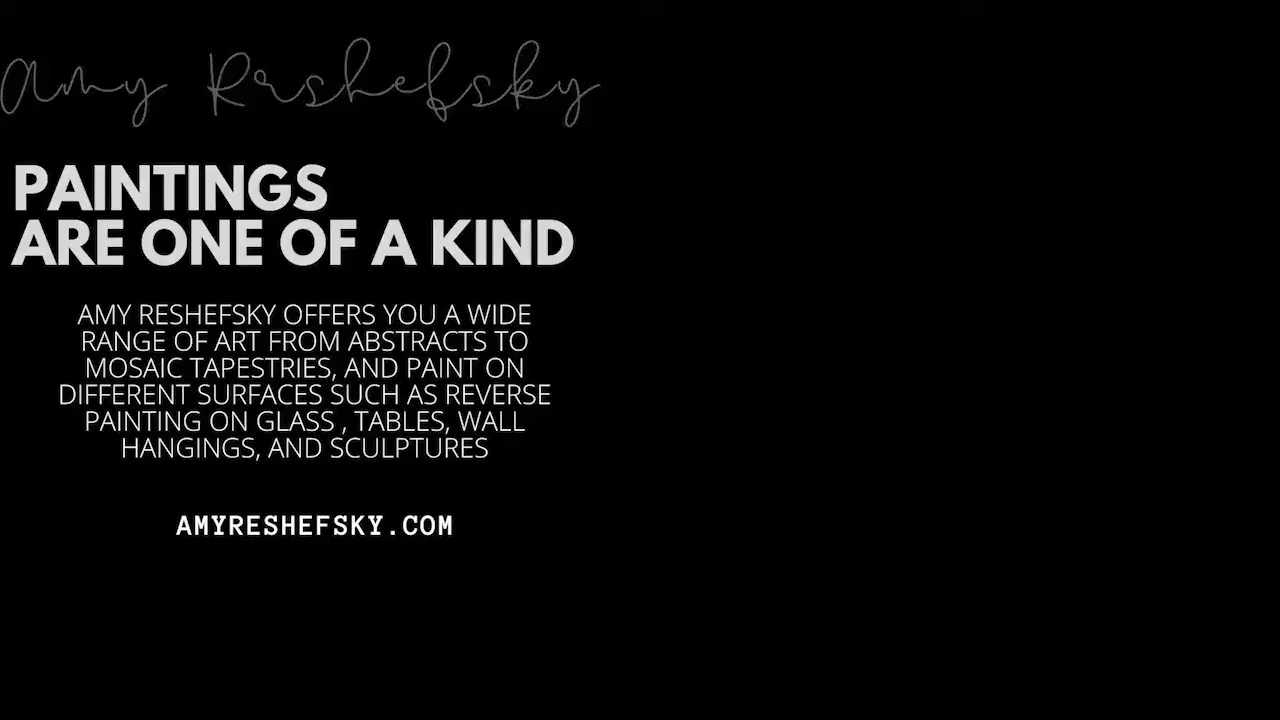 Amy Reshefsky
PAINTINGS
ARE ONE OF A KIND
AMY RESHEFSKY OFFERS YOU A WIDE
RANGE OF ART FROM ABSTRACTS TO
MOSAIC TAPESTRIES, AND PAINT ON
DIFFERENT SURFACES SUCH AS REVERSE
PAINTING ON GLASS , TABLES, WALL
HANGINGS, AND SCULPTURES
AMYRESHEFSKY.COM